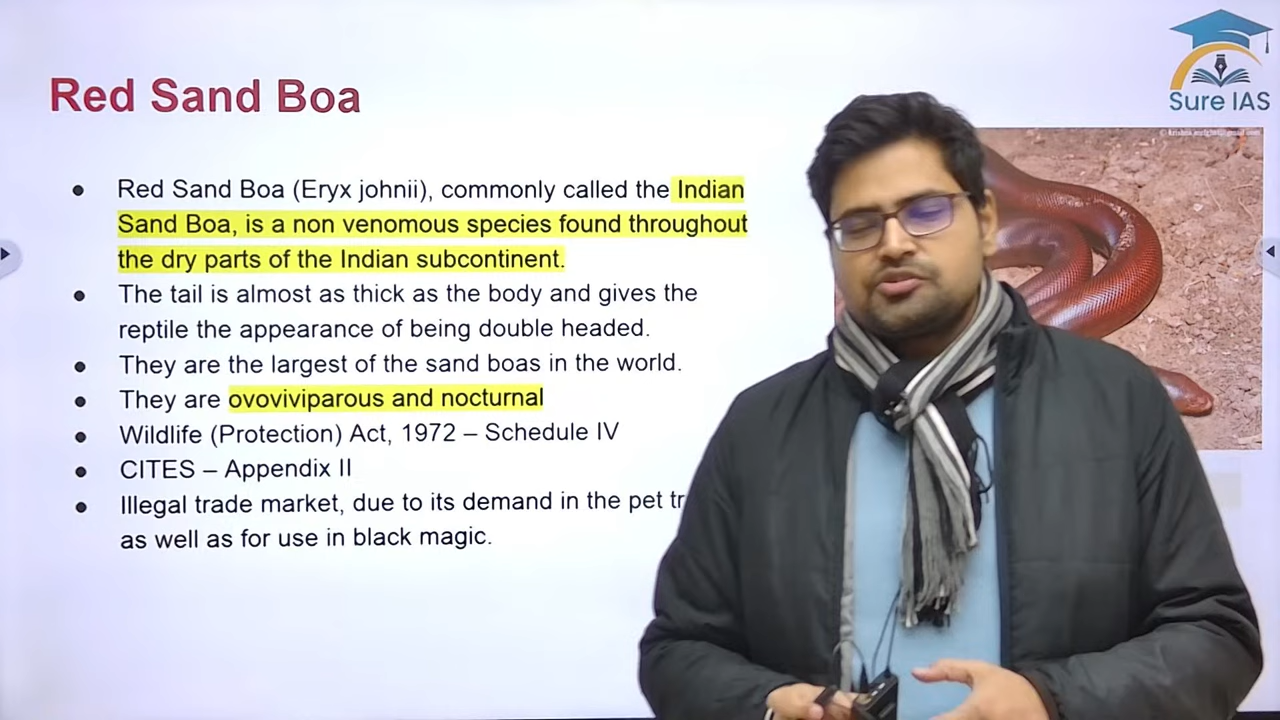 Sure IAS
Red Sand Boa
● Red Sand Boa (Eryx johnii), commonly called the Indian
Sand Boa, is a non venomous species found throughout
the dry parts of the Indian subcontinent.
● The tail is almost as thick as the body and gives the
reptile the appearance of being double headed.
● They are the largest of the sand boas in the world.
● They are ovoviviparous and nocturnal
● Wildlife (Protection) Act, 1972 – Schedule IV
● CITES – Appendix II
● Illegal trade market, due to its demand in the pet tr
as well as for use in black magic.